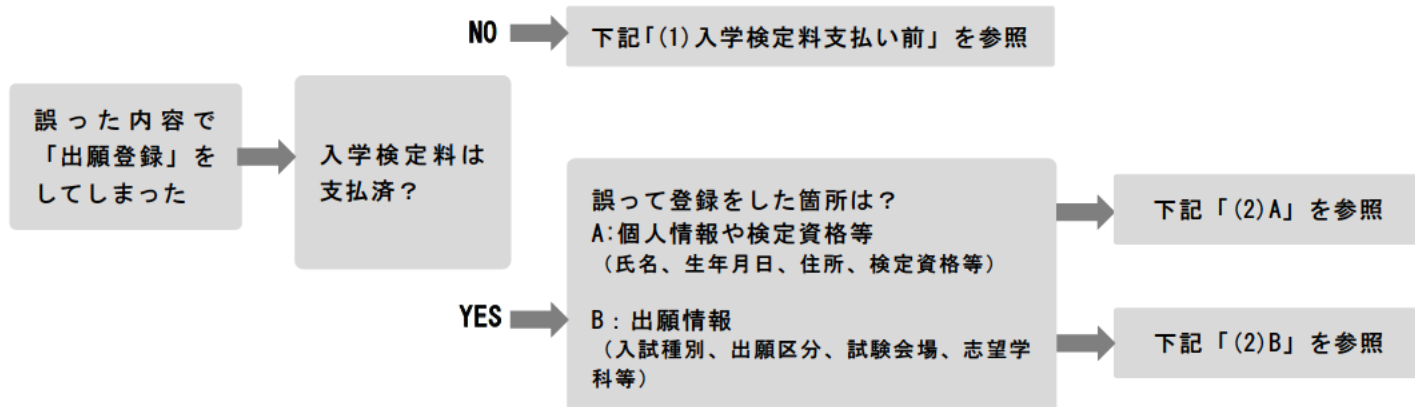 NO
下記「(1)入学検定料支払い前」を参照
誤った内容で
「出願登録」を
してしまった
入学検定料は
支払済?
誤って登録をした箇所は?
A:個人情報や検定資格等
(氏名、生年月日、住所、検定資格等)
YES
B:出願情報
(入試種別、出願区分、試験会場、志望学
科等)
下記「(2)A」を参照
下記「(2)B」を参照